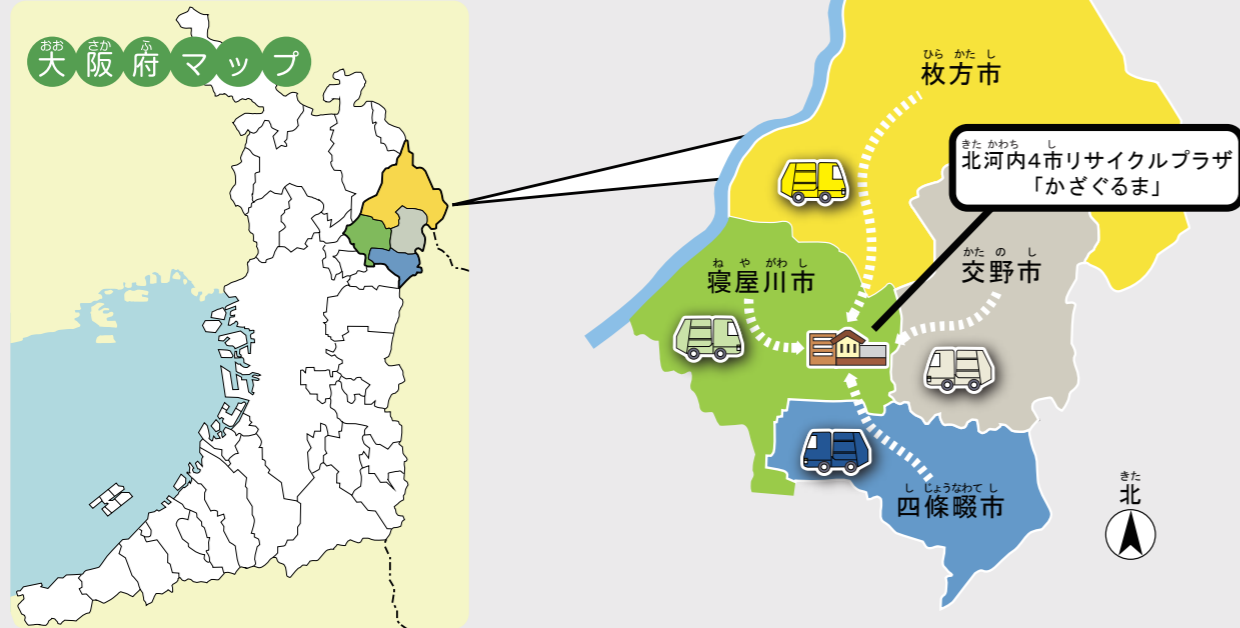 おお さか ふ
大阪府マップ
ひら かた し
枚方市
きた かわち し
北河内4市リサイクルプラザ
「かざぐるま」
ね や がわ し
寝屋川市
かた の し
交野市
し じょうなわて し
四條畷市
きた
北